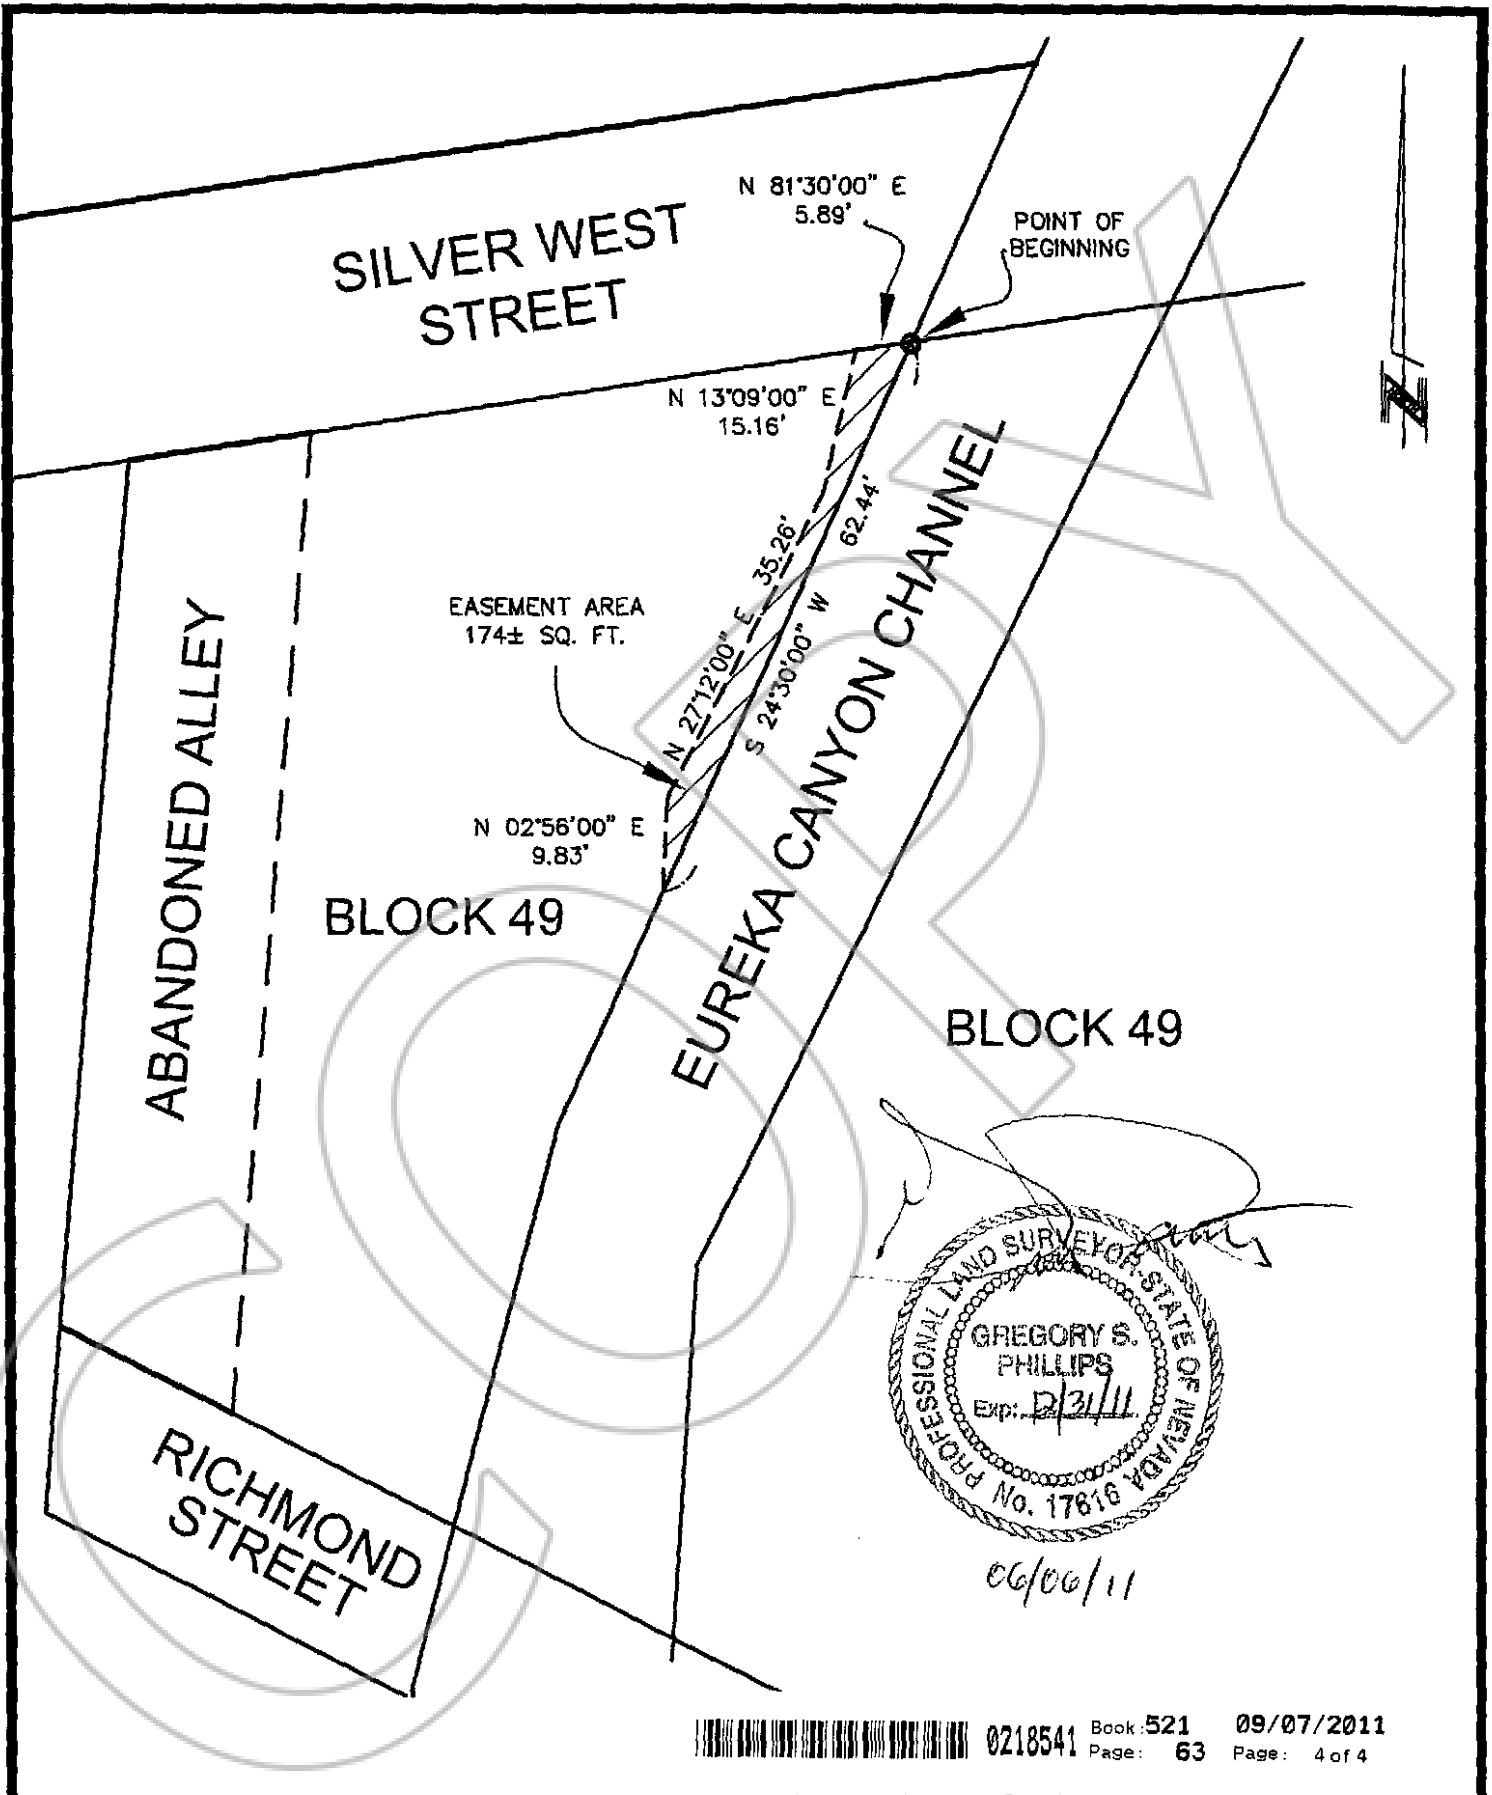 SILVER WEST
STREET
N 81°30'00" E
5.89'
POINT OF
BEGINNING
N 13°09'00" E
15.16'
N 27°12'00" E 35.26'
S 24°30'00" W 62.44'
EASEMENT AREA
174± SQ. FT.
N 02°56'00" E
9.83'
N
ABANDONED ALLEY
EUREKA CANYON CHANNEL
BLOCK 49
BLOCK 49
RICHMOND
STREET
PROFESSIONAL LAND SURVEYOR-STATE OF NEVADA
GREGORY S.
PHILLIPS
Exp: 12/31/11
No. 17616
06/06/11
COPY
0218541 Book: 521 09/07/2011
Page: 63 Page: 4 of 4